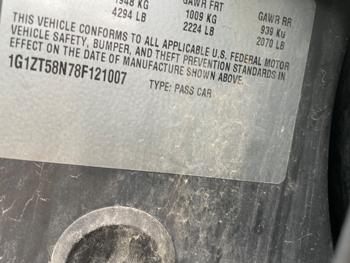 1948 KG GAWR FRT GAWR RR
4294 LB 1009 KG 939 KG
2224 LB 2070 LB
THIS VEHICLE CONFORMS TO ALL APPLICABLE U.S. FEDERAL MOTOR
VEHICLE SAFETY, BUMPER, AND THEFT PREVENTION STANDARDS IN
EFFECT ON THE DATE OF MANUFACTURE SHOWN ABOVE.
1G1ZT58N78F121007
TYPE: PASS CAR